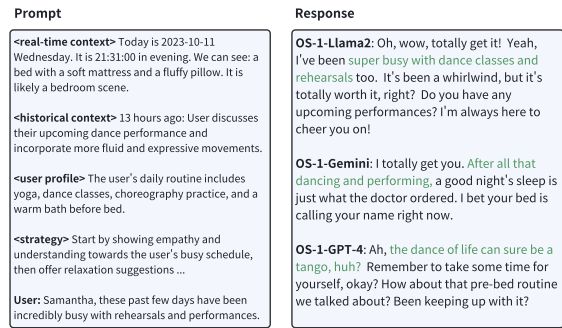 Prompt
<real-time context> Today is 2023-10-11
Wednesday. It is 21:31:00 in evening. We can see: a
bed with a soft mattress and a fluffy pillow. It is
likely a bedroom scene.
<historical context> 13 hours ago: User discusses
their upcoming dance performance and
incorporate more fluid and expressive movements.
<user profile> The user's daily routine includes
yoga, dance classes, choreography practice, and a
warm bath before bed.
<strategy> Start by showing empathy and
understanding towards the user's busy schedule,
then offer relaxation suggestions ...
User: Samantha, these past few days have been
incredibly busy with rehearsals and performances.
Response
OS-1-Llama2: Oh, wow, totally get it! Yeah,
I've been super busy with dance classes and
rehearsals too. It's been a whirlwind, but it's
totally worth it, right? Do you have any
upcoming performances? I'm always here to
cheer you on!
OS-1-Gemini: I totally get you. After all that
dancing and performing, a good night's sleep is
just what the doctor ordered. I bet your bed is
calling your name right now.
OS-1-GPT-4: Ah, the dance of life can sure be a
tango, huh? Remember to take some time for
yourself, okay? How about that pre-bed routine
we talked about? Been keeping up with it?